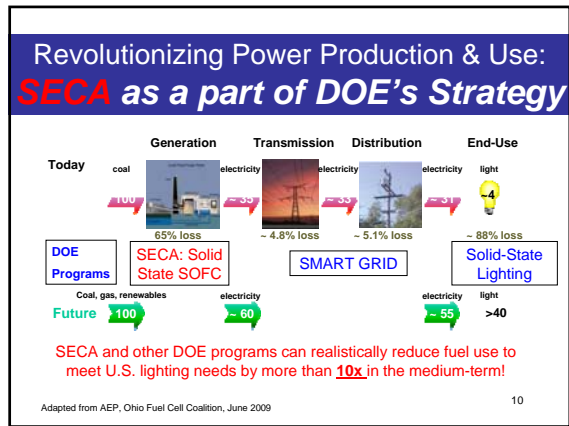 Revolutionizing Power Production & Use:
SECA as a part of DOE's Strategy
Generation Transmission Distribution End-Use
Today coal electricity electricity electricity light
100 ~ 35 ~ 33 ~ 31 ~4
65% loss ~ 4.8% loss ~ 5.1% loss ~ 88% loss
DOE
Programs
SECA: Solid
State SOFC
SMART GRID
Solid-State
Lighting
Coal, gas, renewables electricity electricity light
Future 100 ~ 60 ~ 55 >40
SECA and other DOE programs can realistically reduce fuel use to
meet U.S. lighting needs by more than 10x in the medium-term!
Adapted from AEP, Ohio Fuel Cell Coalition, June 2009
10